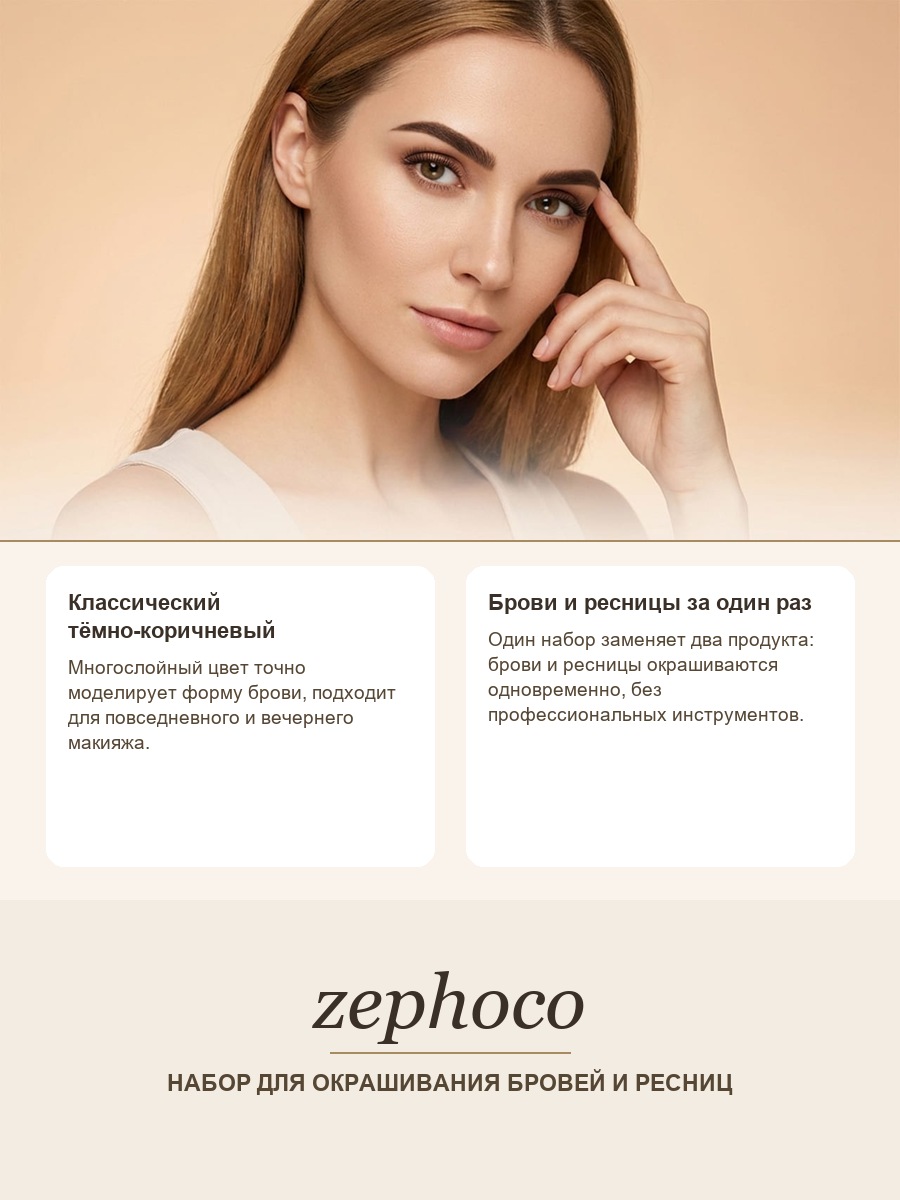 Классический
тёмно-коричневый
Многослойный цвет точно
моделирует форму брови, подходит
для повседневного и вечернего
макияжа.
Брови и ресницы за один раз
Один набор заменяет два продукта:
брови и ресницы окрашиваются
одновременно, без
профессиональных инструментов.
zephoco
НАБОР ДЛЯ ОКРАШИВАНИЯ БРОВЕЙ И РЕСНИЦ